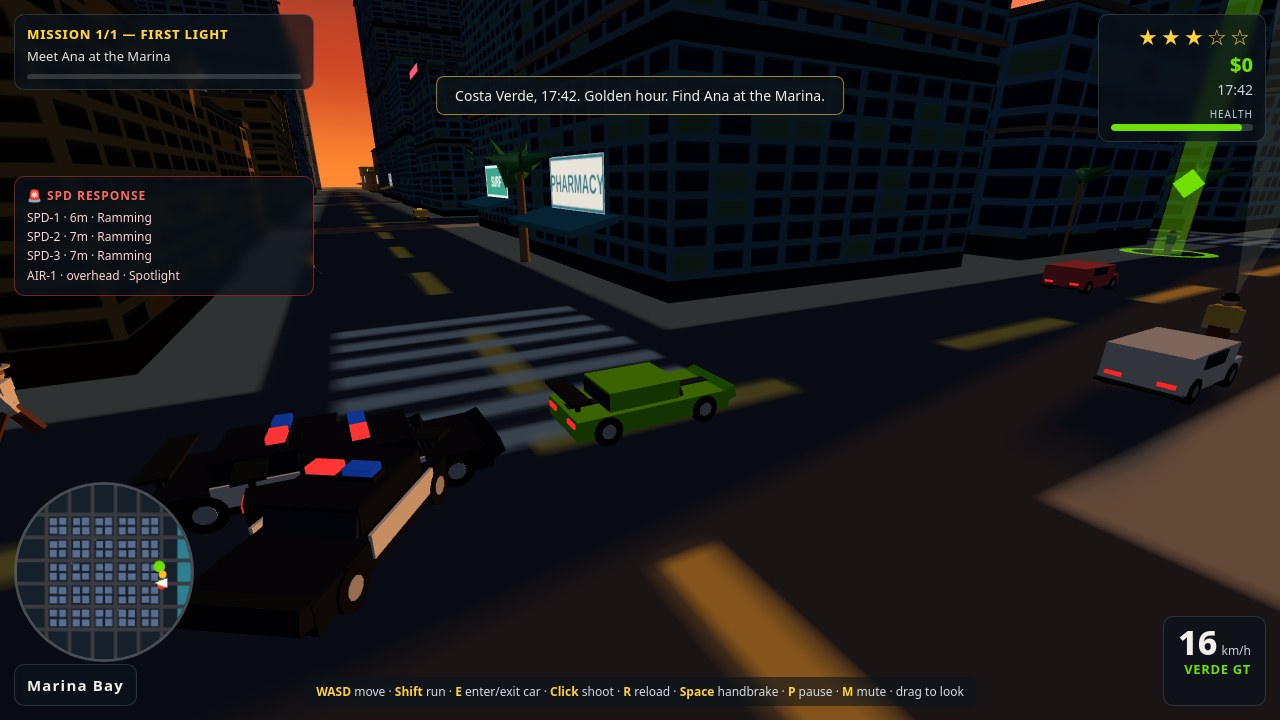 MISSION 1/1 — FIRST LIGHT
Meet Ana at the Marina
Costa Verde, 17:42. Golden hour. Find Ana at the Marina.
★★★☆☆
$0
17:42
HEALTH
🚨 SPD RESPONSE
SPD-1 · 6m · Ramming
SPD-2 · 7m · Ramming
SPD-3 · 7m · Ramming
AIR-1 · overhead · Spotlight
SURF
PHARMACY
Marina Bay
WASD move · Shift run · E enter/exit car · Click shoot · R reload · Space handbrake · P pause · M mute · drag to look
16 km/h
VERDE GT